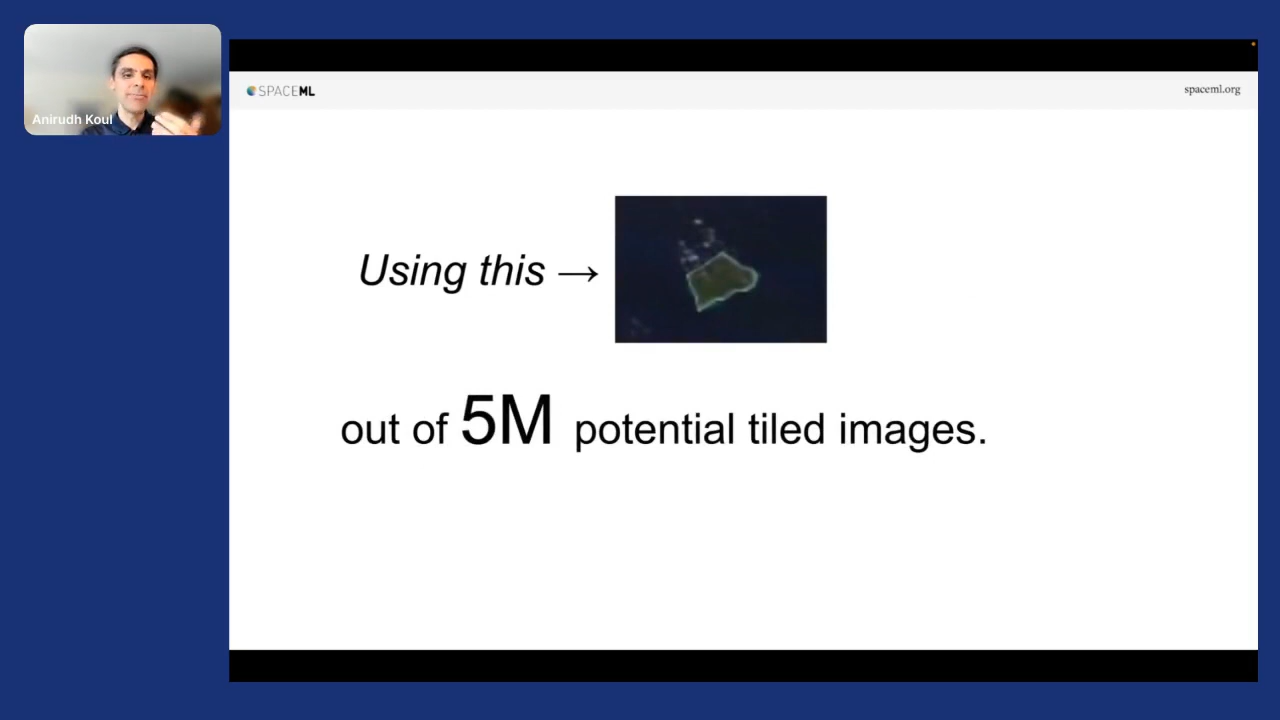 Anirudh Koul
SPACEML
spaceml.org
Using this →
out of 5M potential tiled images.